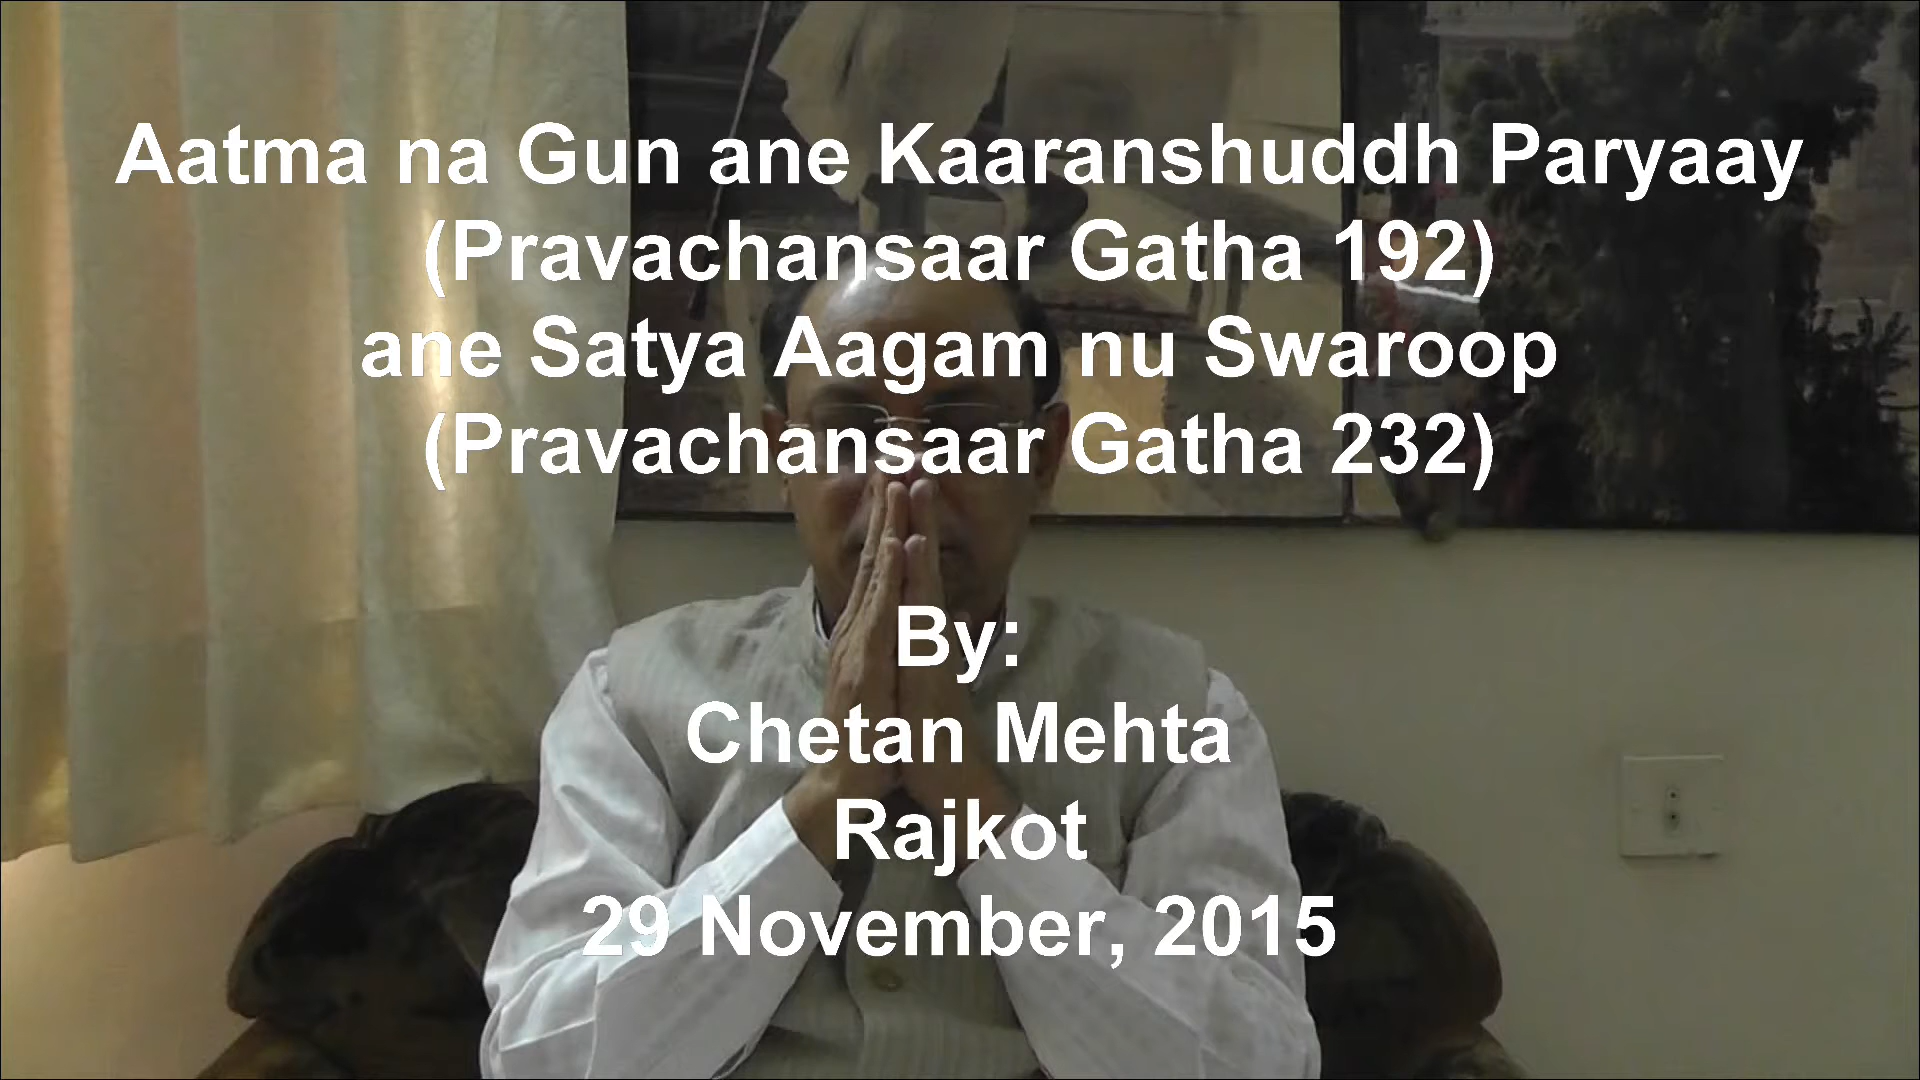 Aatma na Gun ane Kaaranshuddh Paryaay
(Pravachansaar Gatha 192)
ane Satya Aagam nu Swaroop
(Pravachansaar Gatha 232)
By:
Chetan Mehta
Rajkot
29 November, 2015